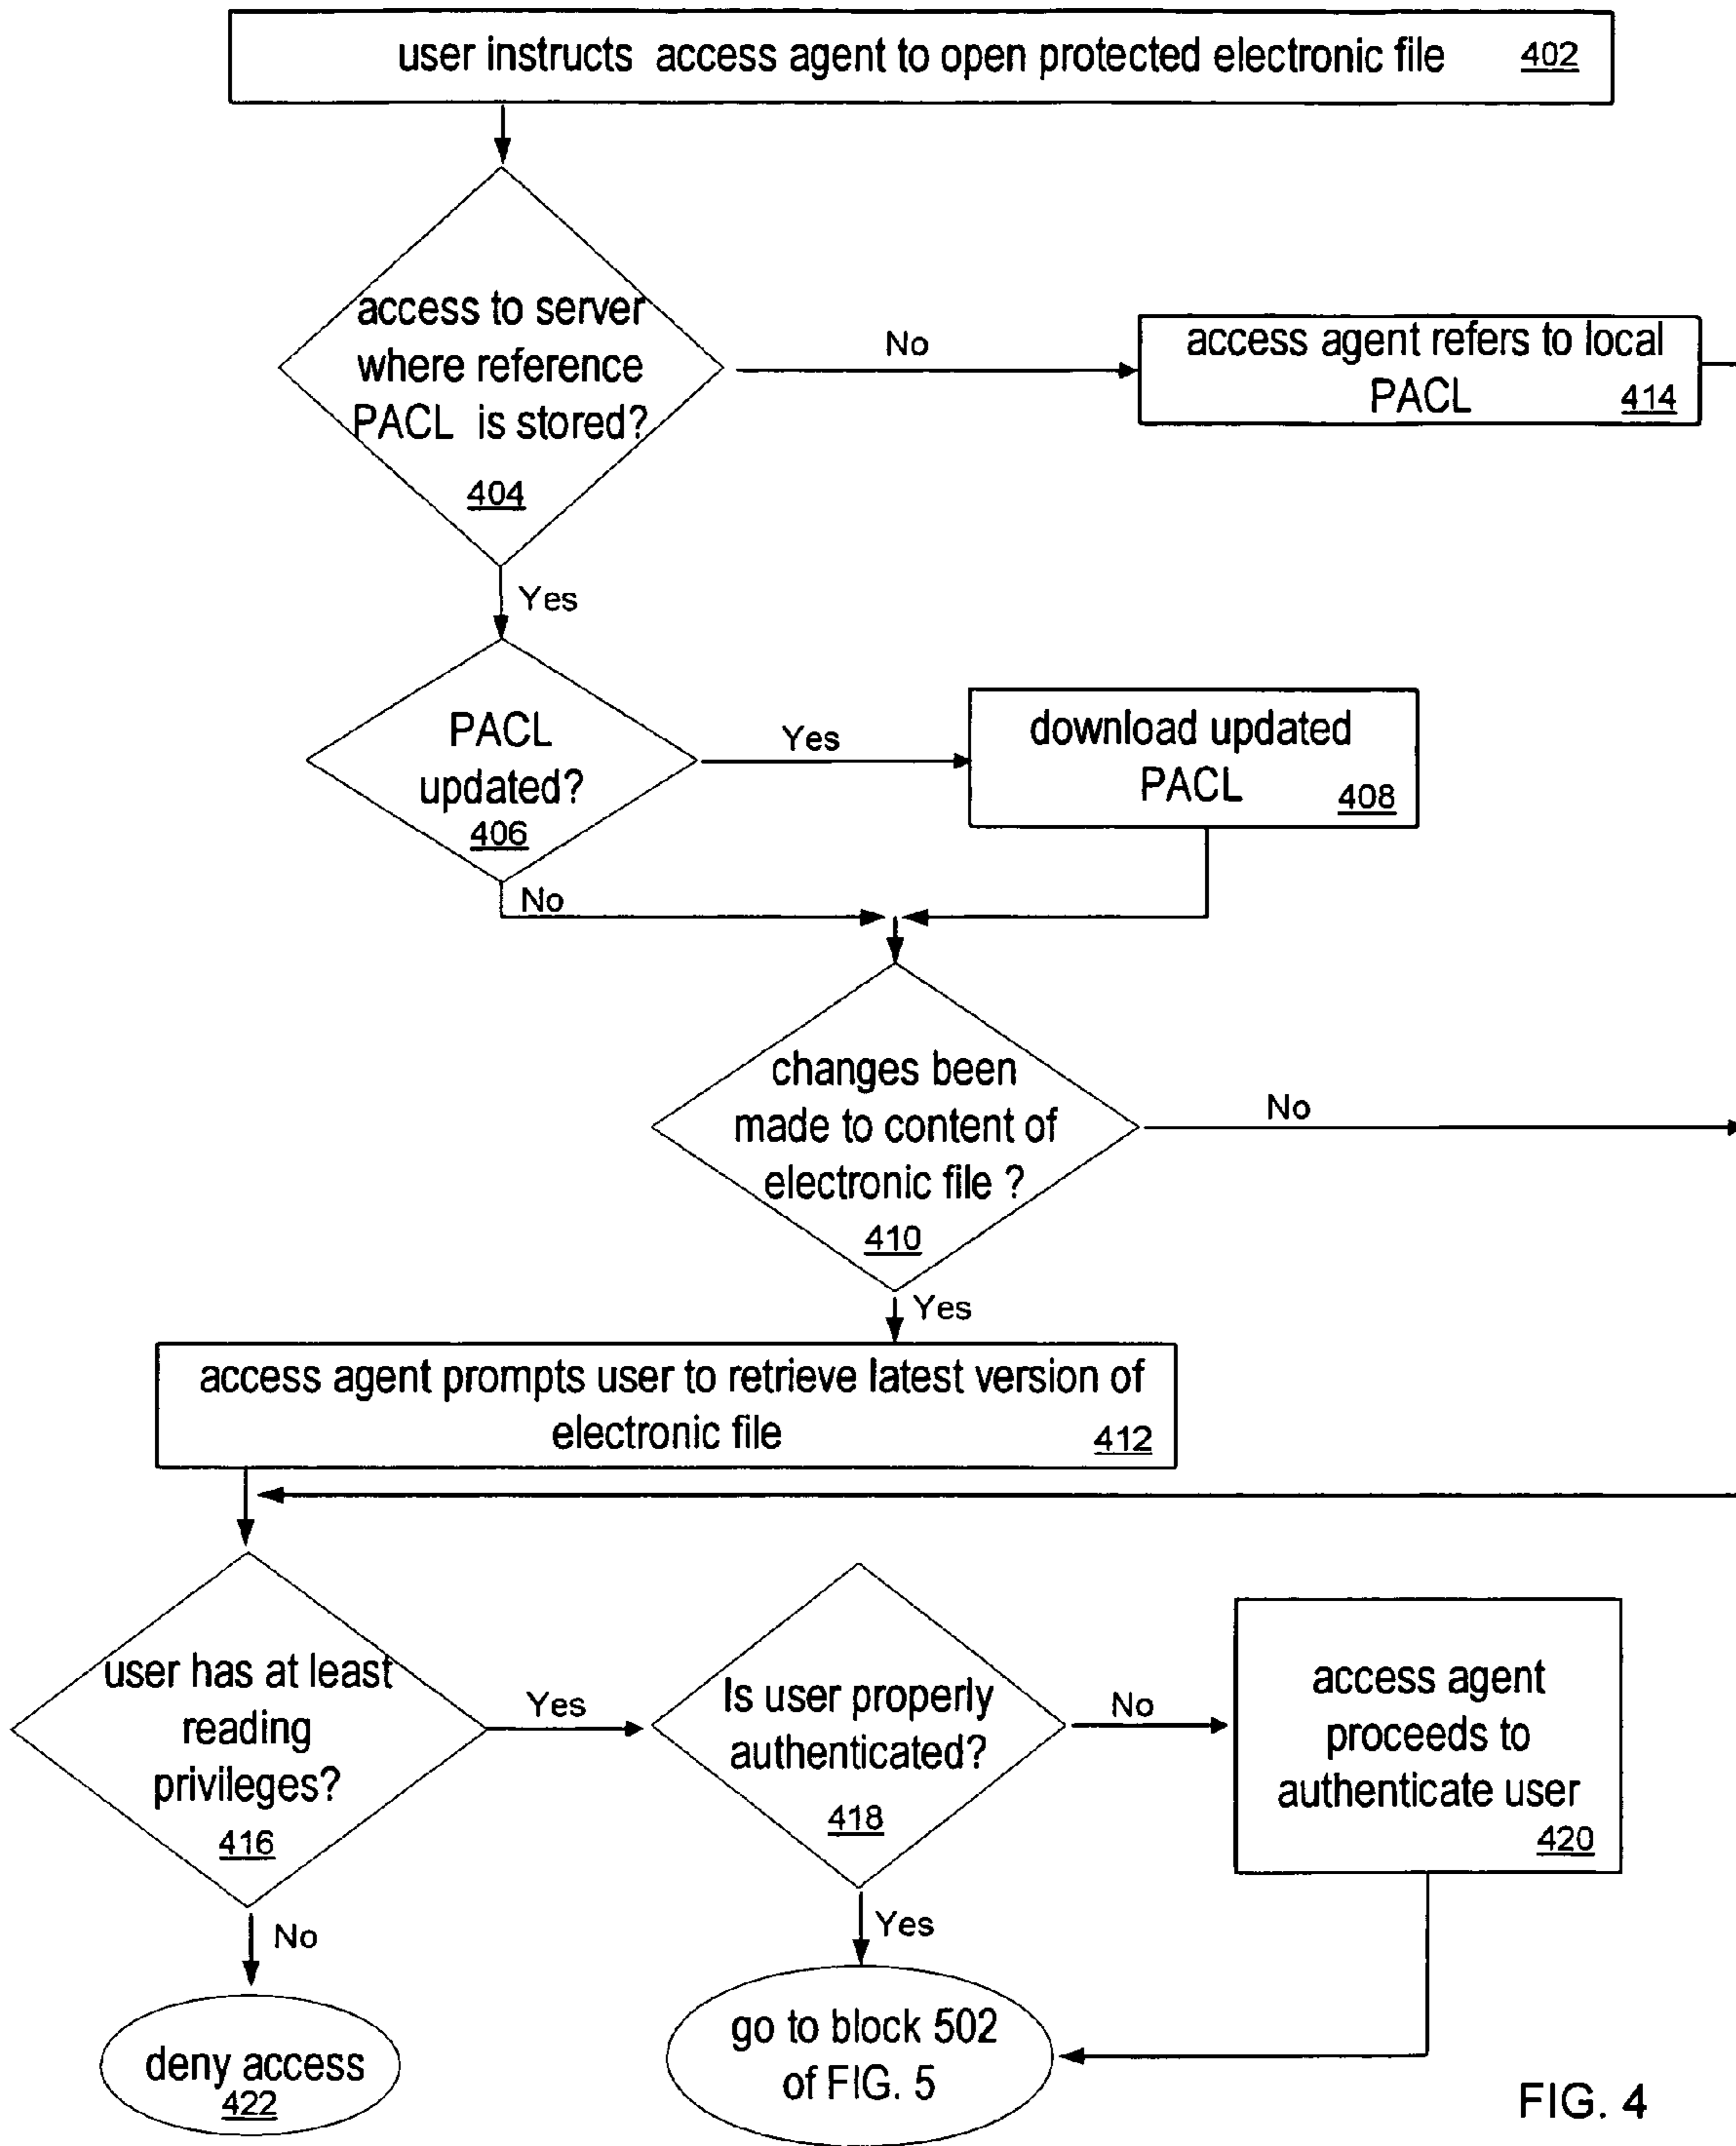 user instructs access agent to open protected electronic file 402
access to server
where reference
PACL is stored?
404
No
access agent refers to local
PACL 414
Yes
PACL
updated?
406
Yes
download updated
PACL 408
No
changes been
made to content of
electronic file ?
410
No
Yes
access agent prompts user to retrieve latest version of
electronic file 412
user has at least
reading
privileges?
416
Yes
Is user properly
authenticated?
418
No
access agent
proceeds to
authenticate user
420
No
Yes
deny access
422
go to block 502
of FIG. 5
FIG. 4